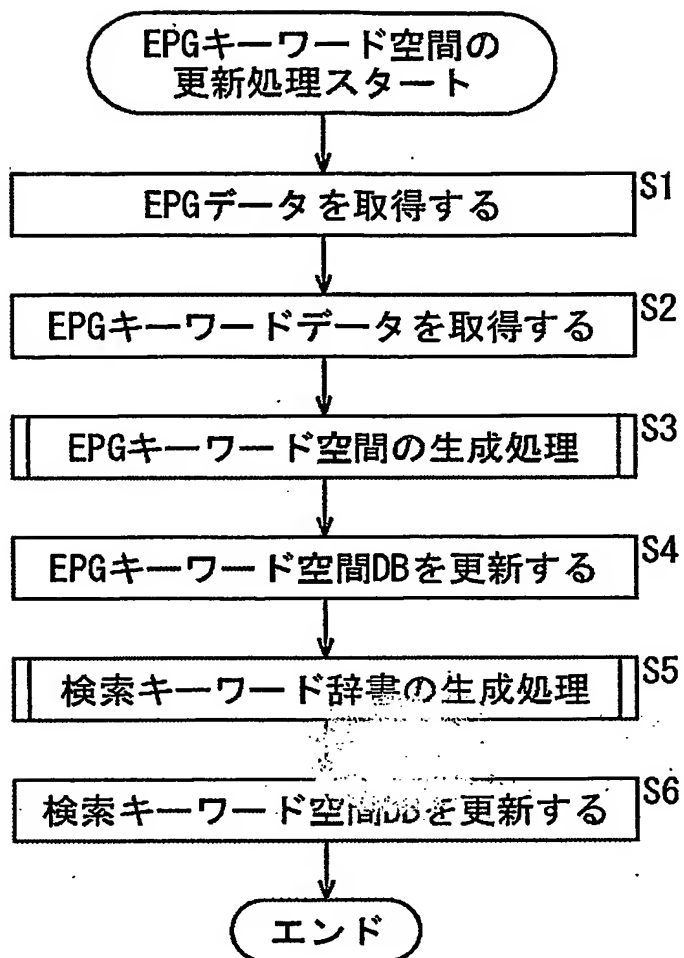 EPGキーワード空間の
更新処理スタート
S1
EPGデータを取得する
S2
EPGキーワードデータを取得する
S3
EPGキーワード空間の生成処理
S4
EPGキーワード空間DBを更新する
S5
検索キーワード辞書の生成処理
S6
検索キーワード空間DBを更新する
エンド